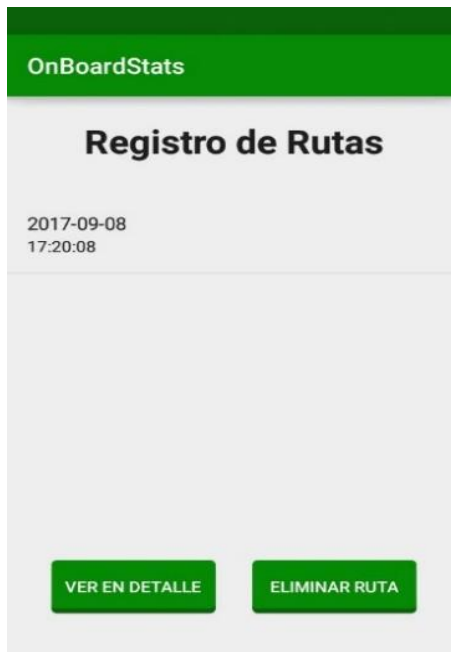 OnBoardStats
Registro de Rutas
2017-09-08
17:20:08
VER EN DETALLE
ELIMINAR RUTA